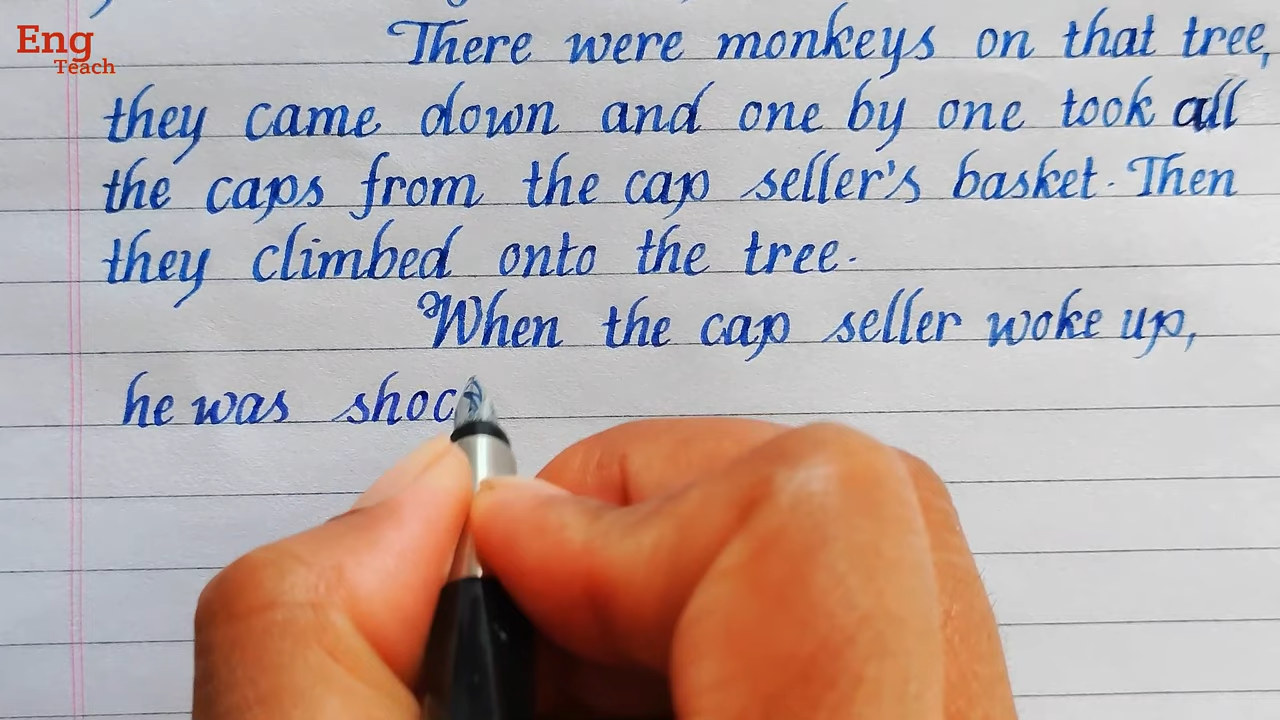 Eng
Teach
There were monkeys on that tree,
they came down and one by one took all
the caps from the cap seller's basket. Then
they climbed onto the tree.
When the cap seller woke up,
he was shoc